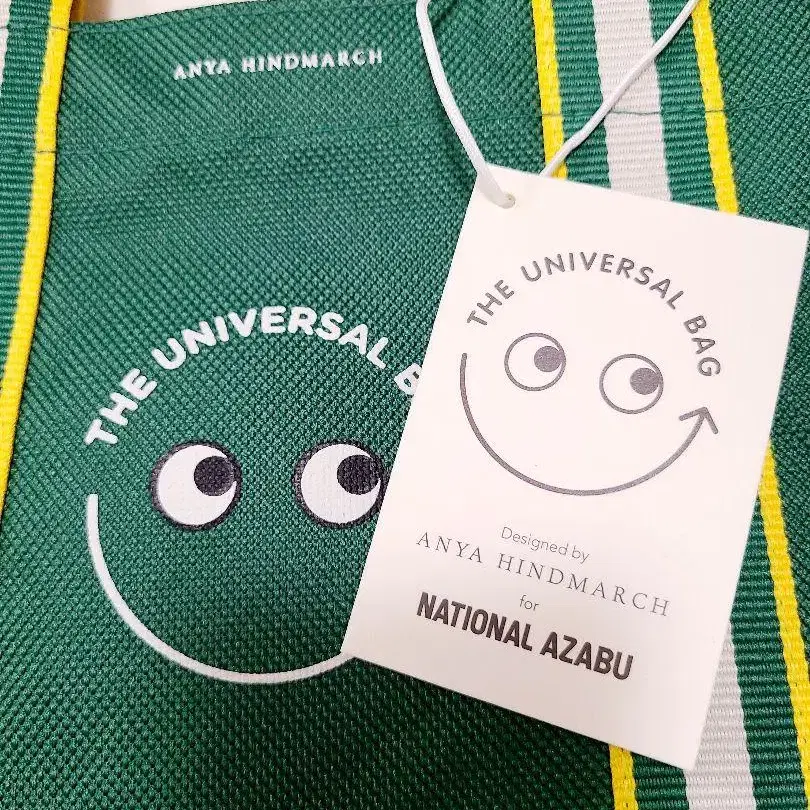 ANYA HINDMARCH
THE UNIVERSAL B
THE UNIVERSAL BAG
Designed by
ANYA HINDMARCH
for
NATIONAL AZABU